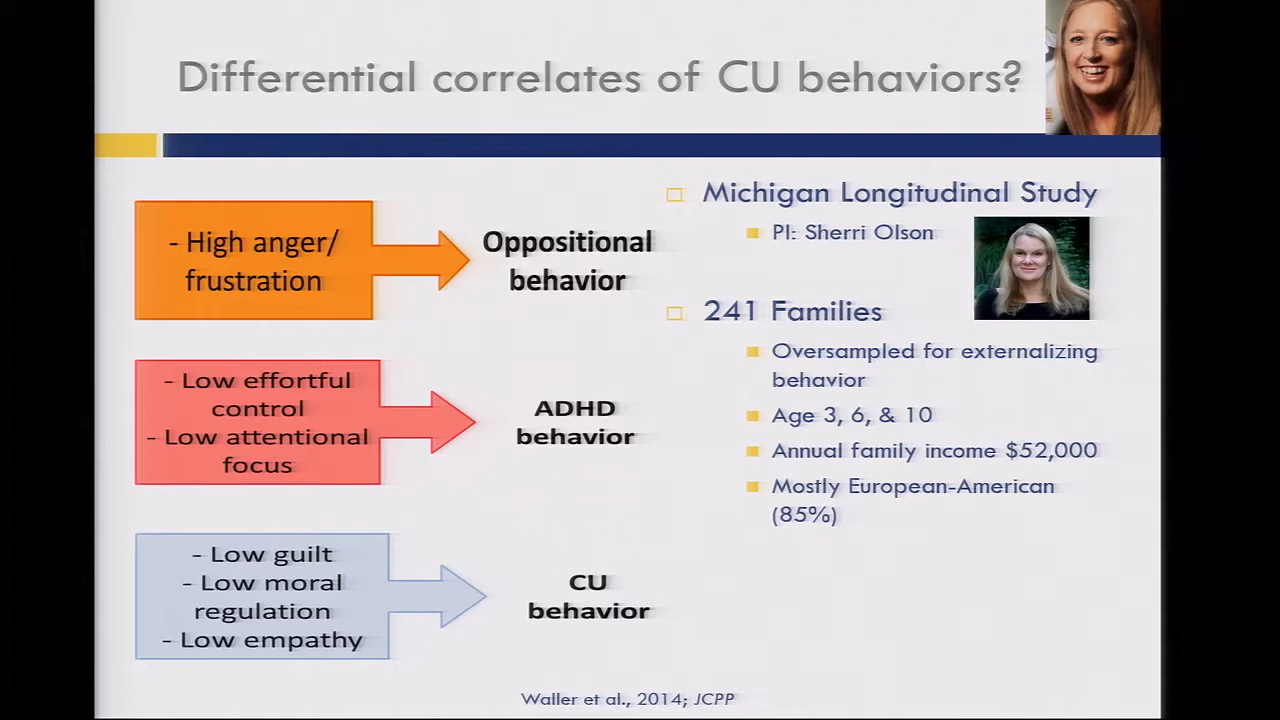 Differential correlates of CU behaviors?
- High anger/
frustration
Oppositional
behavior
- Low effortful
control
- Low attentional
focus
ADHD
behavior
- Low guilt
- Low moral
regulation
- Low empathy
CU
behavior
Michigan Longitudinal Study
PI: Sherri Olson
241 Families
Oversampled for externalizing
behavior
Age 3, 6, & 10
Annual family income $52,000
Mostly European-American
(85%)
Waller et al., 2014; JCPP